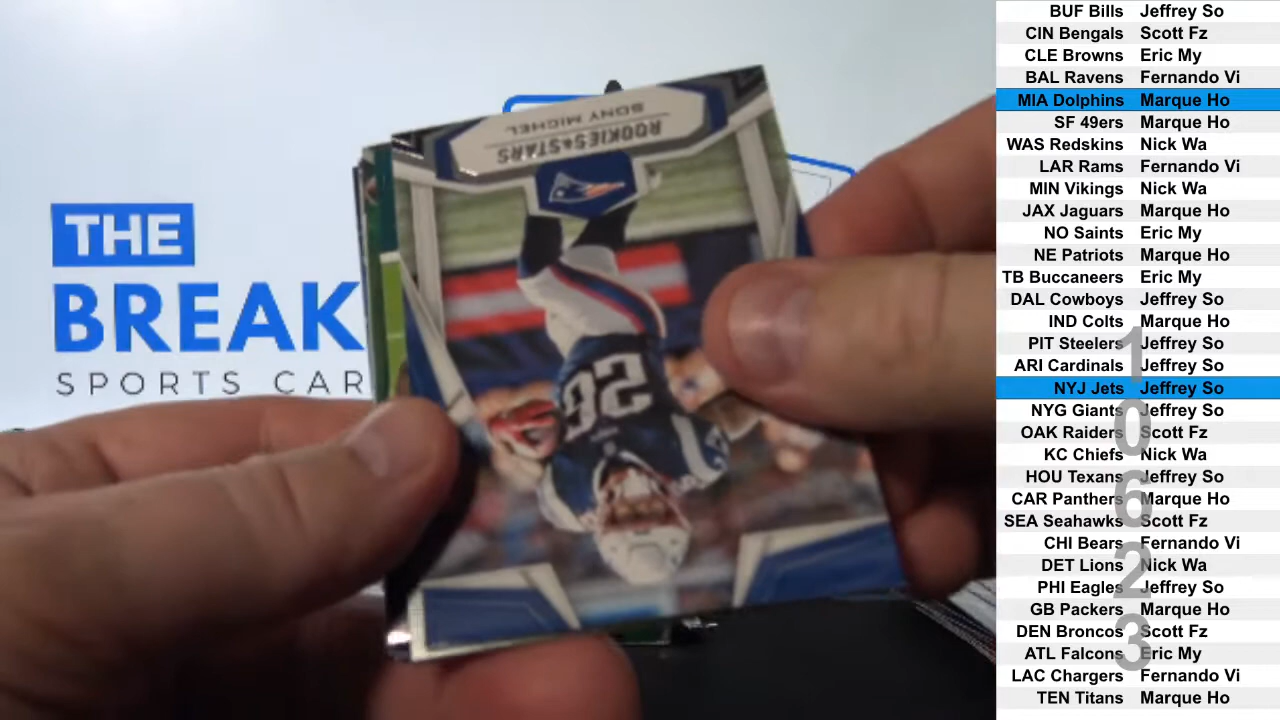 THE
BREAK
SPORTS CAR
ROOKIES & STARS
SONY MICHEL
26
BUF Bills Jeffrey So
CIN Bengals Scott Fz
CLE Browns Eric My
BAL Ravens Fernando Vi
MIA Dolphins Marque Ho
SF 49ers Marque Ho
WAS Redskins Nick Wa
LAR Rams Fernando Vi
MIN Vikings Nick Wa
JAX Jaguars Marque Ho
NO Saints Eric My
NE Patriots Marque Ho
TB Buccaneers Eric My
DAL Cowboys Jeffrey So
IND Colts Marque Ho
PIT Steelers Jeffrey So
ARI Cardinals Jeffrey So
NYJ Jets Jeffrey So
NYG Giants Jeffrey So
OAK Raiders Scott Fz
KC Chiefs Nick Wa
HOU Texans Jeffrey So
CAR Panthers Marque Ho
SEA Seahawks Scott Fz
CHI Bears Fernando Vi
DET Lions Nick Wa
PHI Eagles Jeffrey So
GB Packers Marque Ho
DEN Broncos Scott Fz
ATL Falcons Eric My
LAC Chargers Fernando Vi
TEN Titans Marque Ho
10623